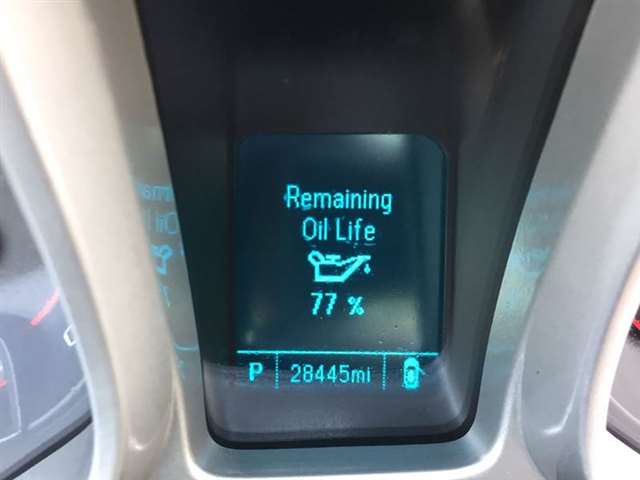 Remaining
Oil Life
77 %
P 28445mi